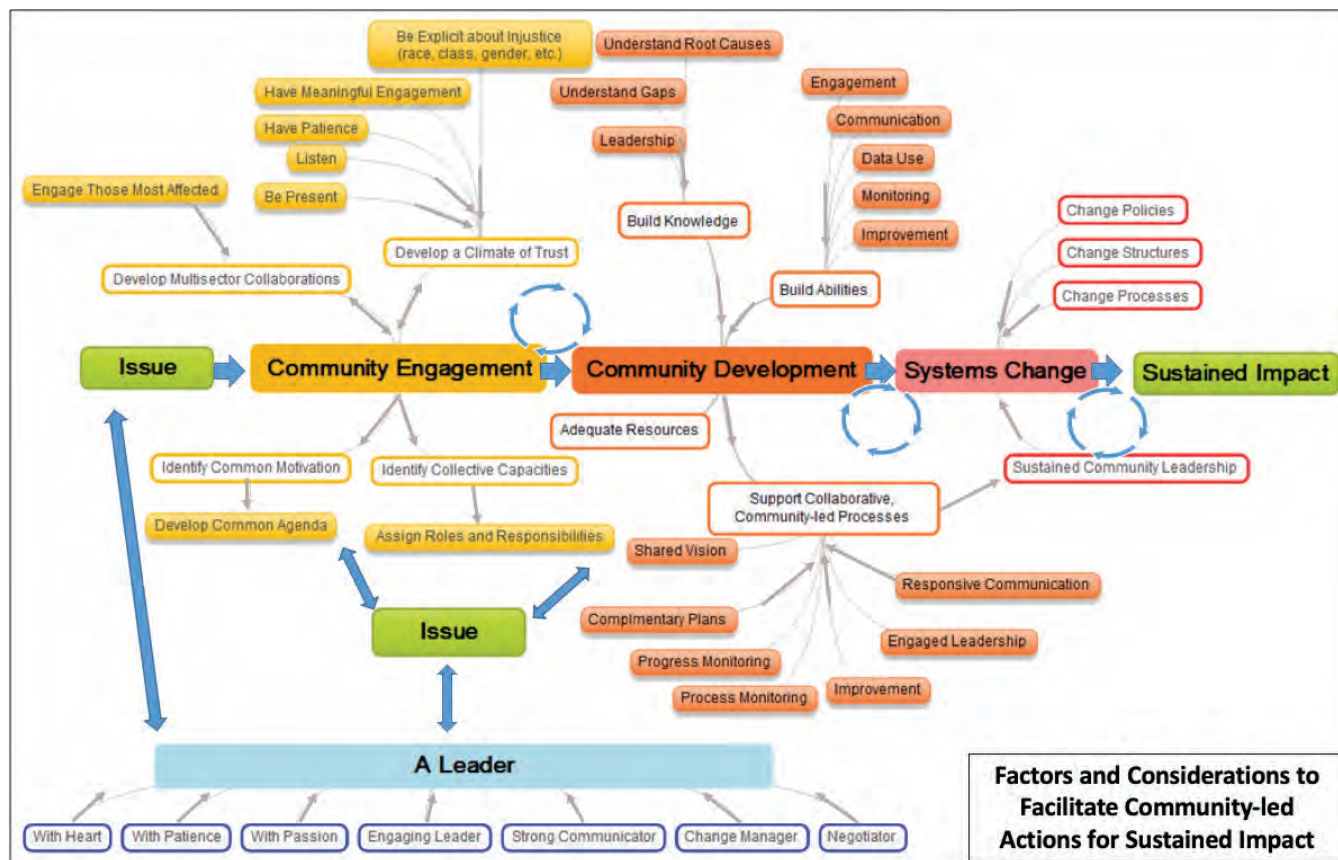 Be Explicit about Injustice
(race, class, gender, etc.)
Understand Root Causes
Have Meaningful Engagement
Understand Gaps
Engagement
Have Patience
Communication
Listen
Leadership
Data Use
Engage Those Most Affected
Be Present
Monitoring
Change Policies
Build Knowledge
Improvement
Develop a Climate of Trust
Change Structures
Develop Multisector Collaborations
Build Abilities
Change Processes
Issue
Community Engagement
Community Development
Systems Change
Sustained Impact
Adequate Resources
Identify Common Motivation
Identify Collective Capacities
Sustained Community Leadership
Support Collaborative,
Community-led Processes
Develop Common Agenda
Assign Roles and Responsibilities
Shared Vision
Responsive Communication
Complimentary Plans
Issue
Engaged Leadership
Progress Monitoring
Process Monitoring
Improvement
A Leader
With Heart
With Patience
With Passion
Engaging Leader
Strong Communicator
Change Manager
Negotiator
Factors and Considerations to
Facilitate Community-led
Actions for Sustained Impact